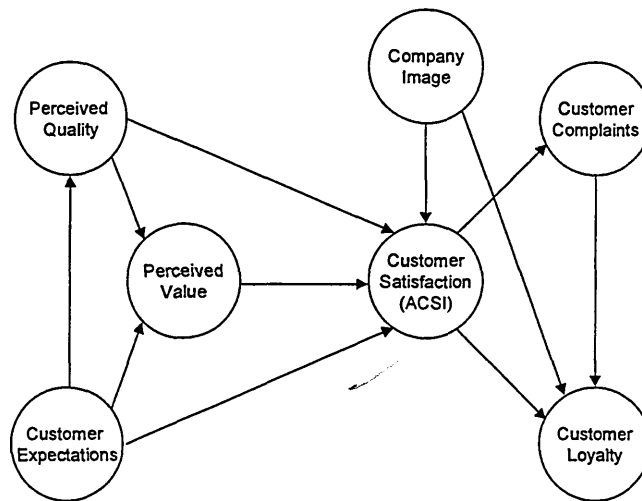 Company
Image
Perceived
Quality
Customer
Complaints
Perceived
Value
Customer
Satisfaction
(ACSI)
Customer
Expectations
Customer
Loyalty